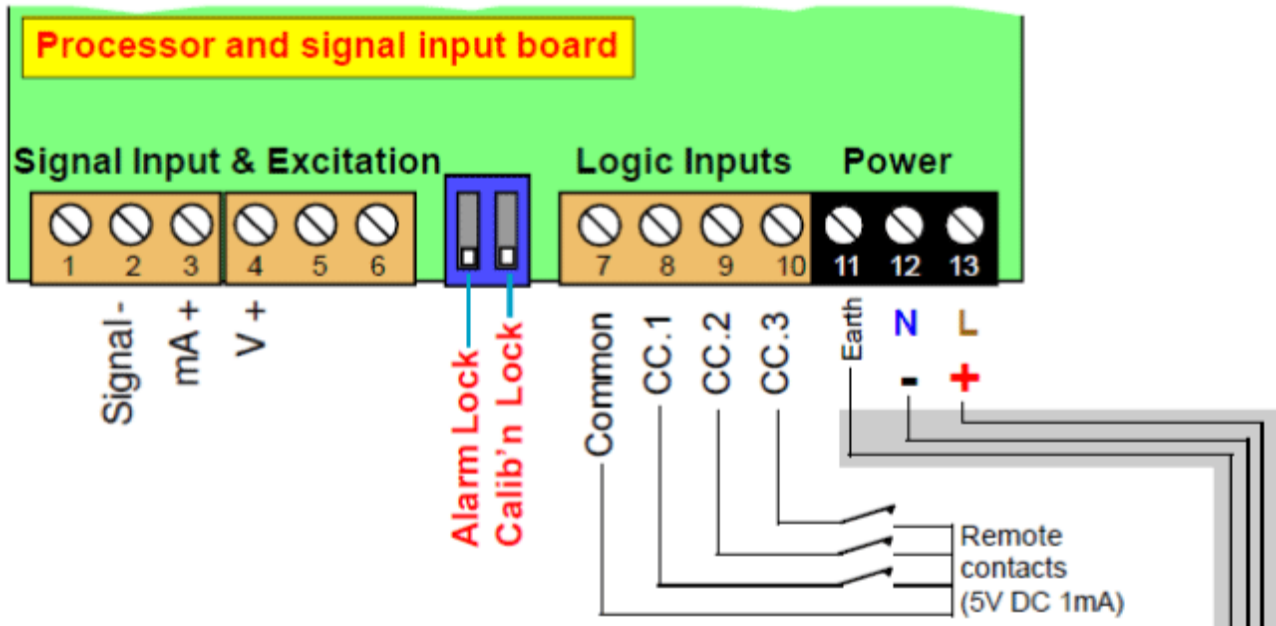 Processor and signal input board
Signal Input & Excitation
Logic Inputs
Power
1 2 3 4 5 6
7 8 9 10 11 12 13
Signal -
mA +
V +
Alarm Lock
Calib'n Lock
Common
CC.1
CC.2
CC.3
Earth
N
L
-
+
Remote
contacts
(5V DC 1mA)